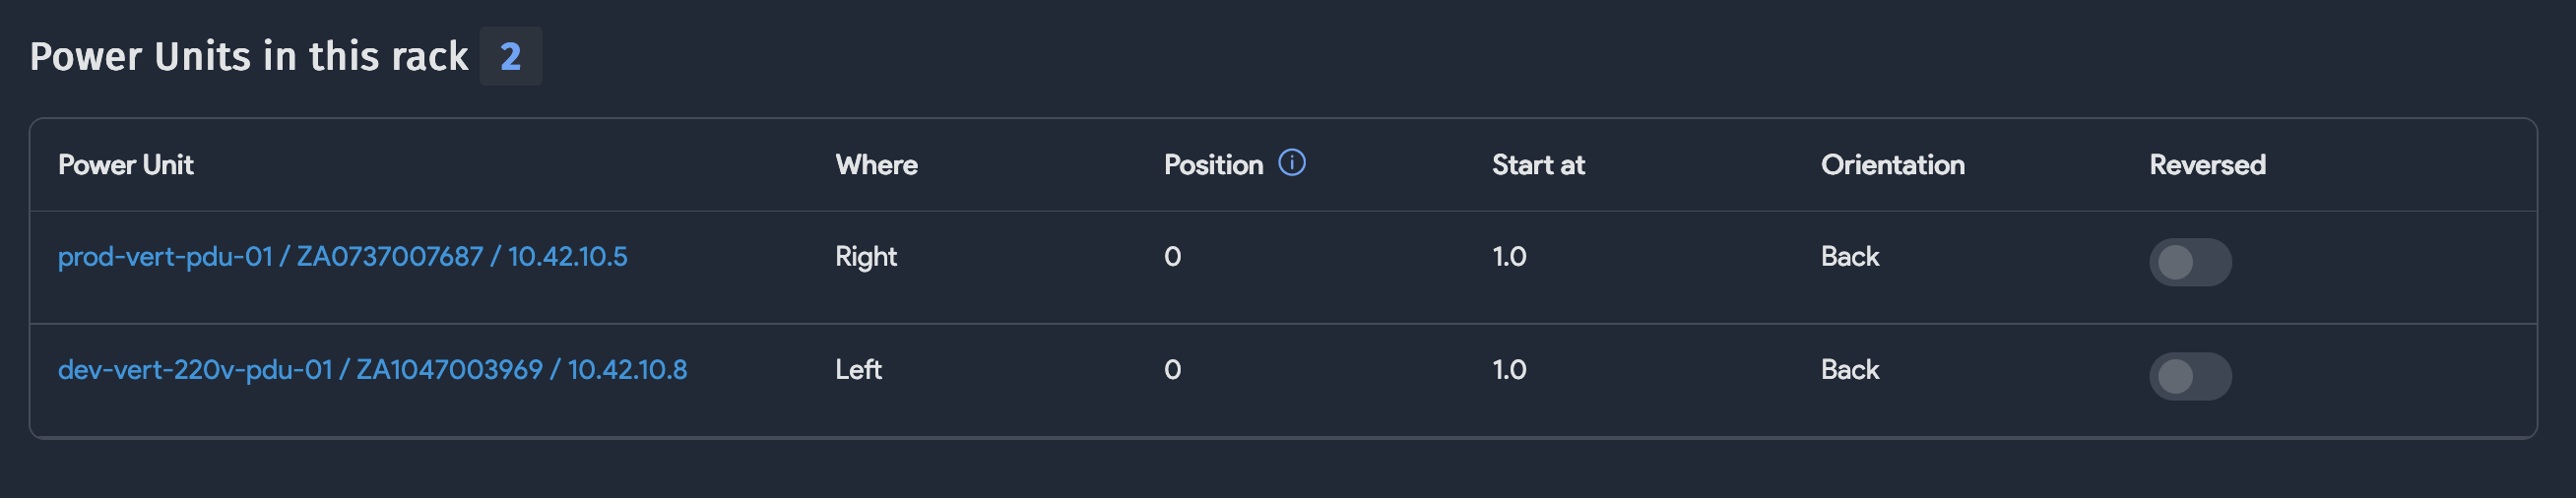 Power Units in this rack 2
Power Unit Where Position Start at Orientation Reversed
prod-vert-pdu-01 / ZA0737007687 / 10.42.10.5 Right 0 1.0 Back
dev-vert-220v-pdu-01 / ZA1047003969 / 10.42.10.8 Left 0 1.0 Back